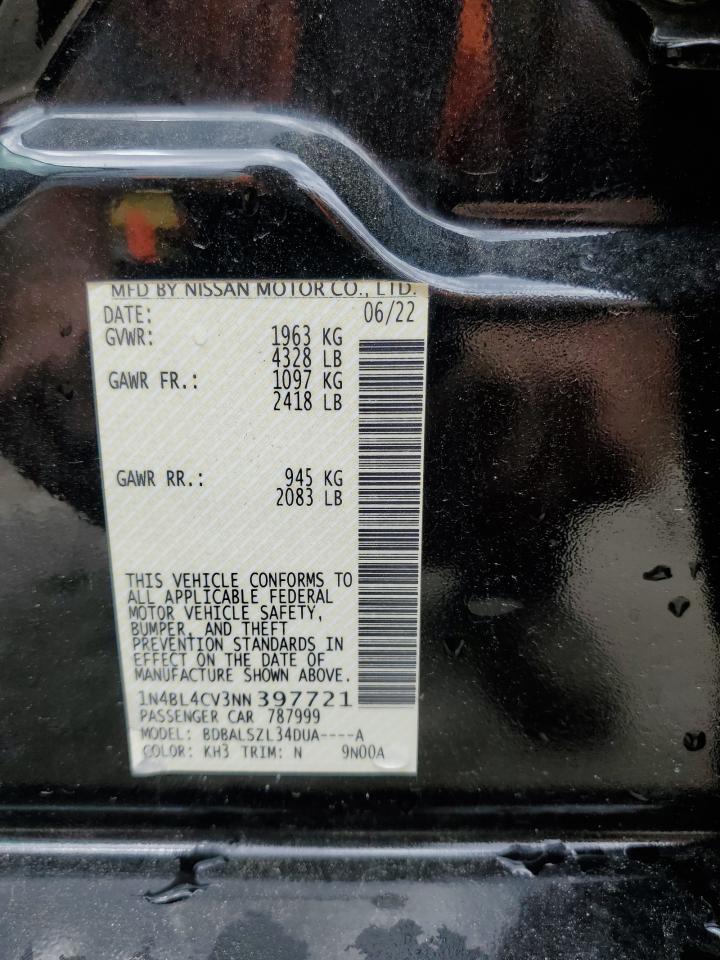 MFD BY NISSAN MOTOR CO., LTD.
DATE: 06/22
GVWR: 1963 KG
4328 LB
GAWR FR.: 1097 KG
2418 LB
GAWR RR.: 945 KG
2083 LB
THIS VEHICLE CONFORMS TO
ALL APPLICABLE FEDERAL
MOTOR VEHICLE SAFETY,
BUMPER, AND THEFT
PREVENTION STANDARDS IN
EFFECT ON THE DATE OF
MANUFACTURE SHOWN ABOVE.
1N4BL4CV3NN397721
PASSENGER CAR 787999
MODEL: BDBALSZL34DUA----A
COLOR: KH3 TRIM: N 9N00A